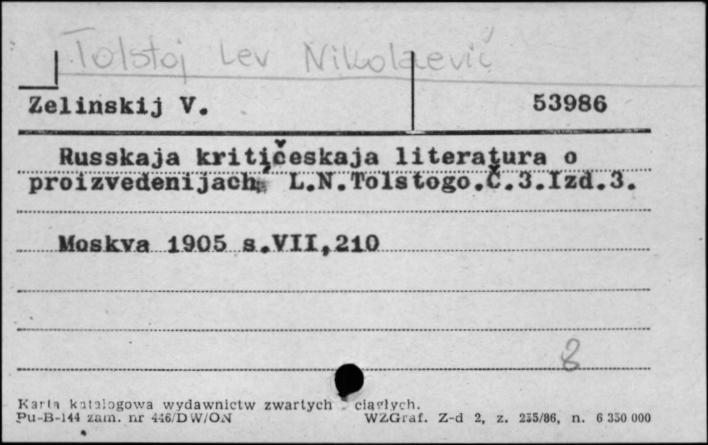 Tolstoj Lev Nikolaević
Zelinskij V. 53986
Russkaja kritičeskaja literatura o
proizvedenijach L.N.Tolstogo.Č.3.Izd.3.
Moskva 1905 s.VII,210
8
Karta katalogowa wydawnictw zwartych ciągłych.
Pu-B-144 zam. nr 446/DW/ON WZGraf. Z-d 2, z. 235/86, n. 6 350 000